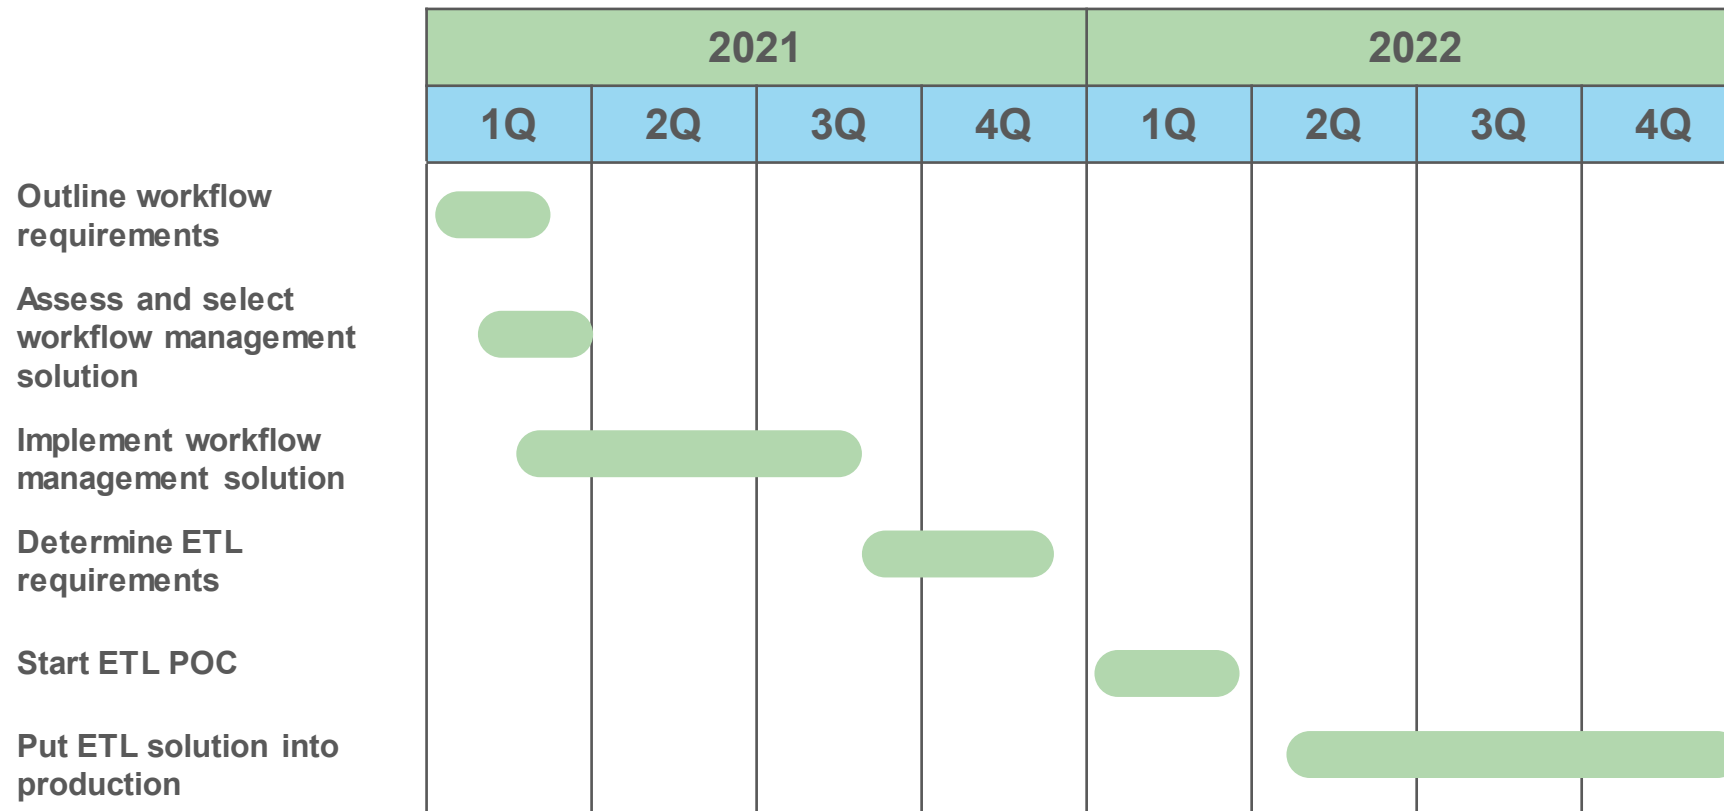 2021 2022
1Q 2Q 3Q 4Q 1Q 2Q 3Q 4Q
Outline workflow
requirements
Assess and select
workflow management
solution
Implement workflow
management solution
Determine ETL
requirements
Start ETL POC
Put ETL solution into
production